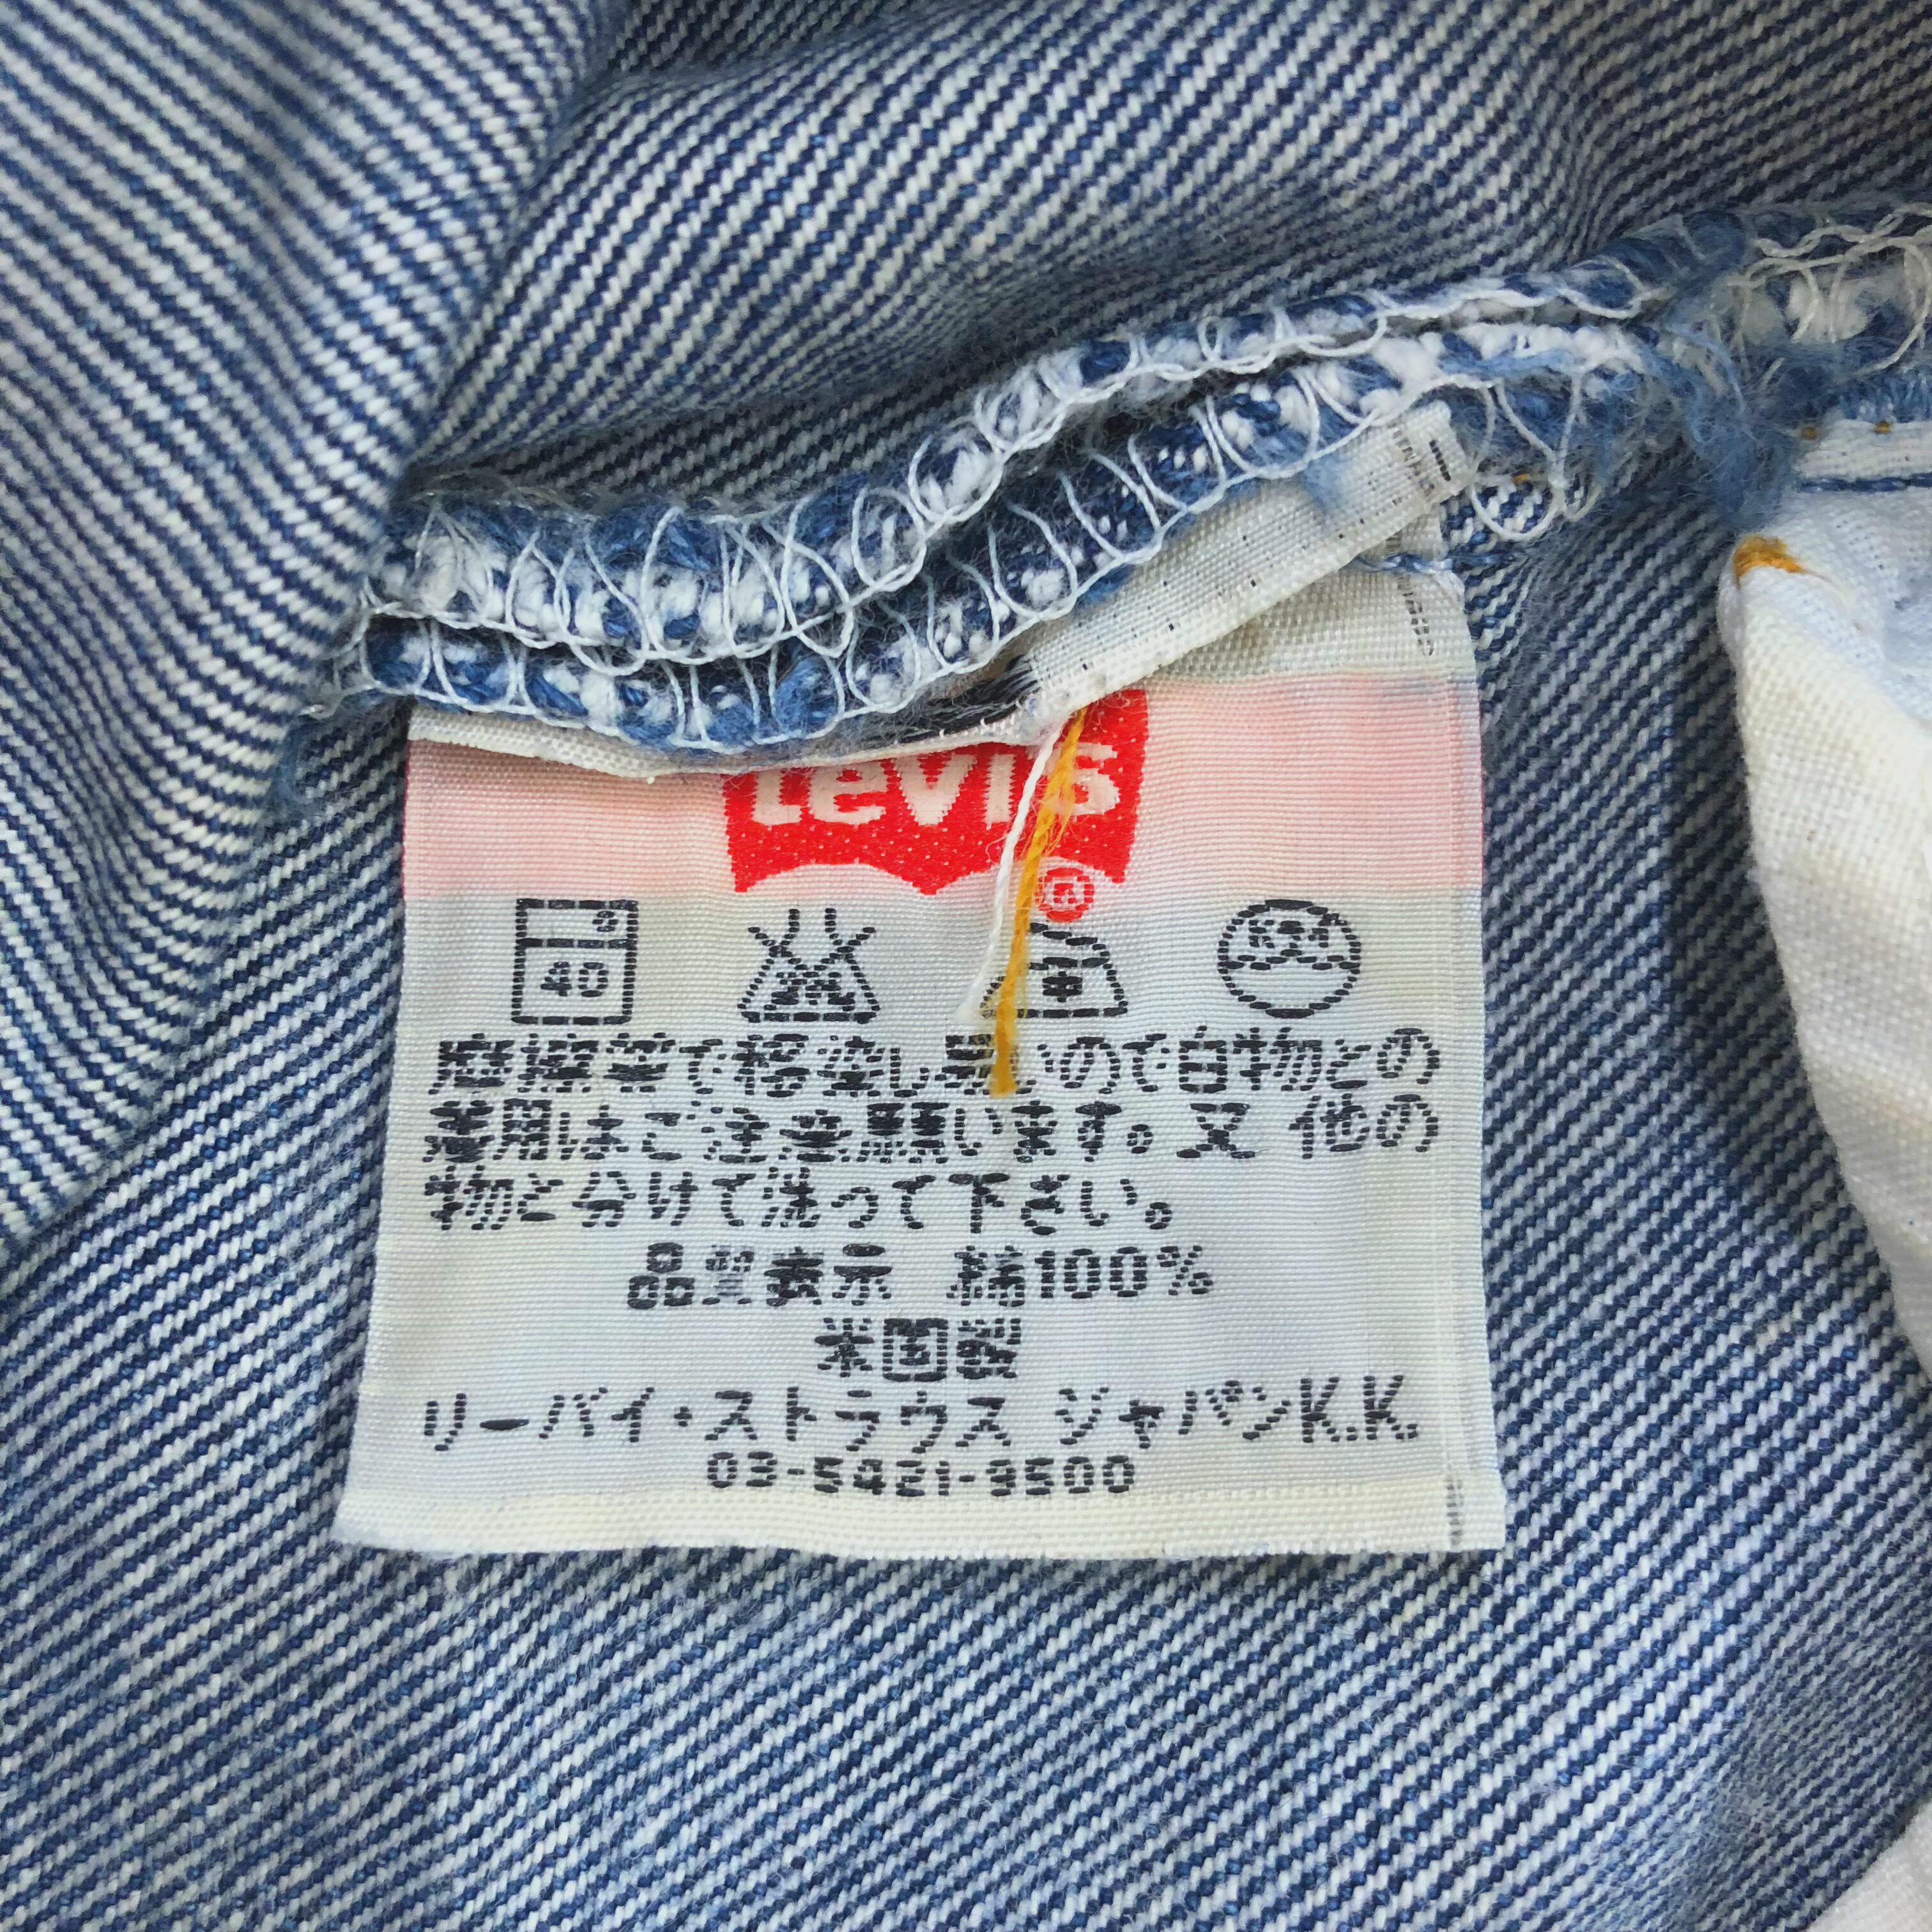 Levi's
®
40
摩擦等で移染し易いので白物との
着用はご注意願います。又 他の
物と分けて洗って下さい。
品質表示 綿100%
米国製
リーバイ・ストラウス ジャパンK.K.
03-5421-9500